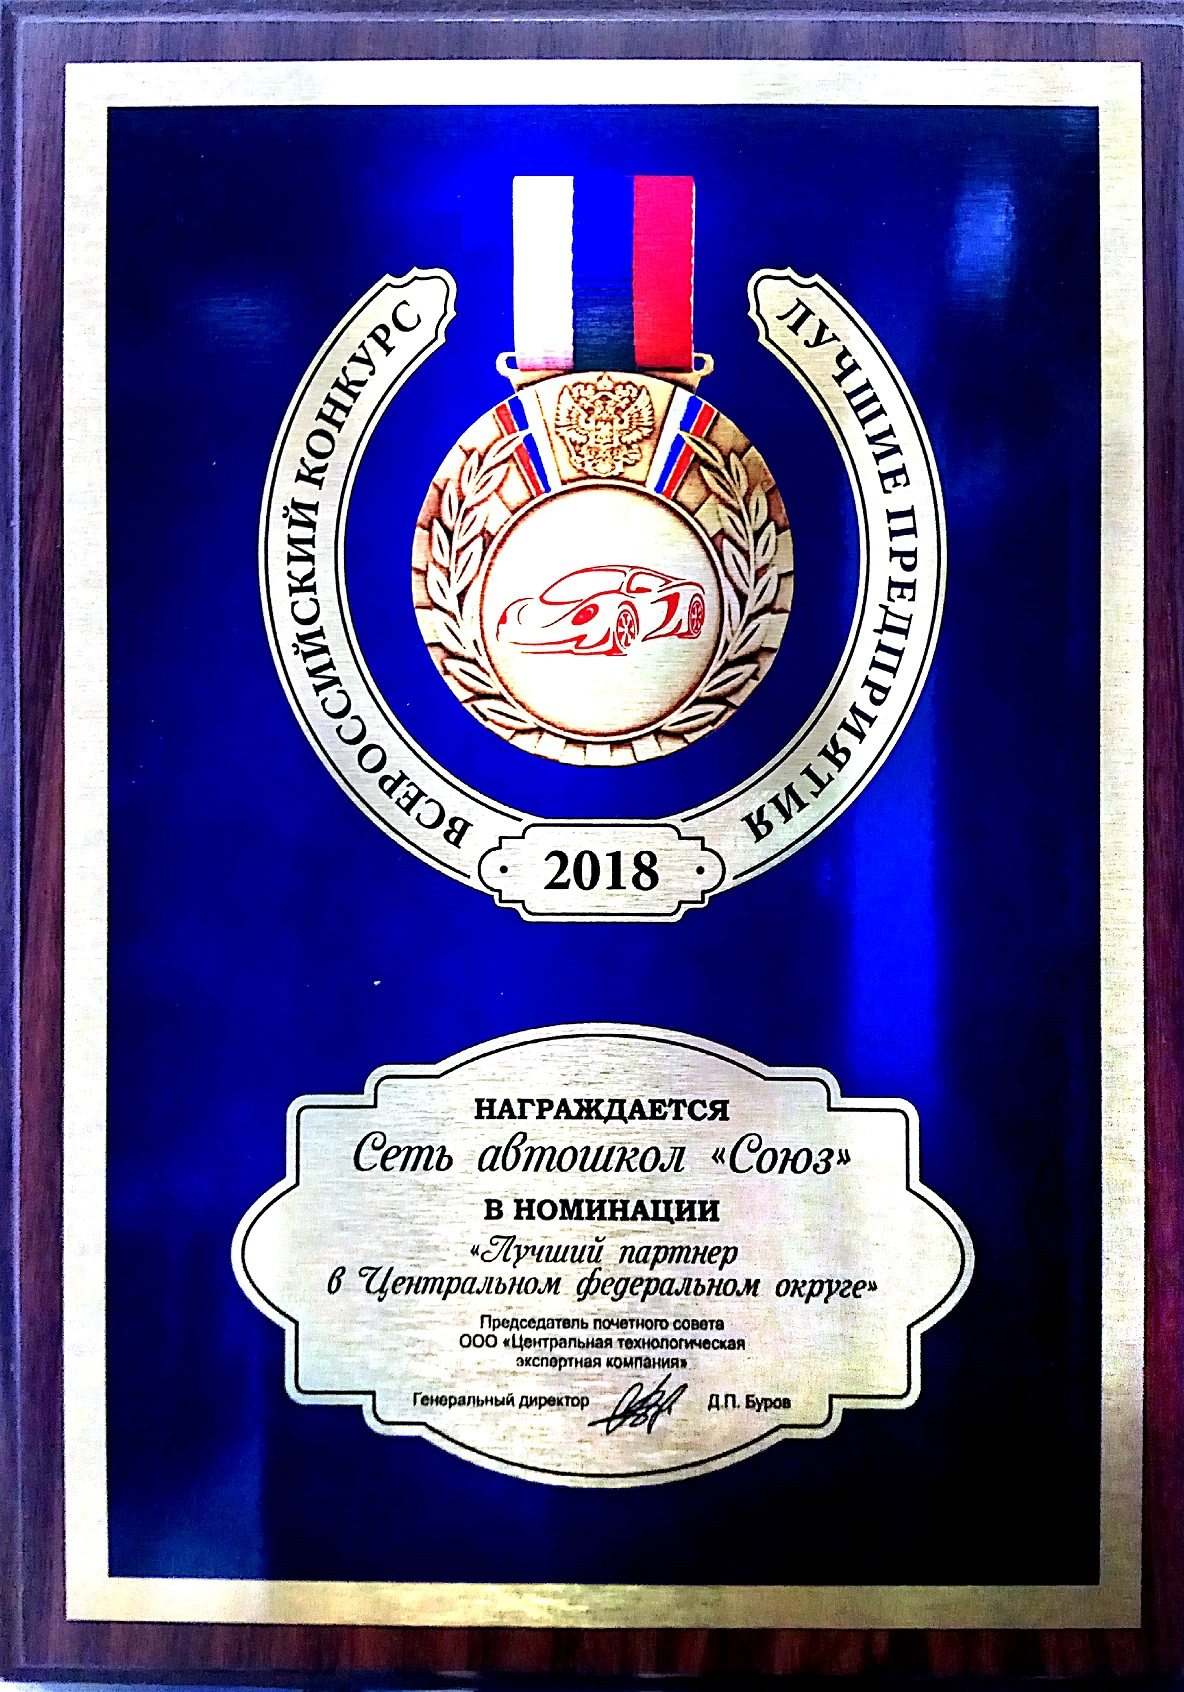 ВСЕРОССИЙСКИЙ КОНКУРС
ЛУЧШИЕ ПРЕДПРИЯТИЯ
· 2018 ·
НАГРАЖДАЕТСЯ
Сеть автошкол «Союз»
В НОМИНАЦИИ
«Лучший партнер
в Центральном федеральном округе»
Председатель почетного совета
ООО «Центральная технологическая
экспертная компания»
Генеральный директор Д.П. Буров